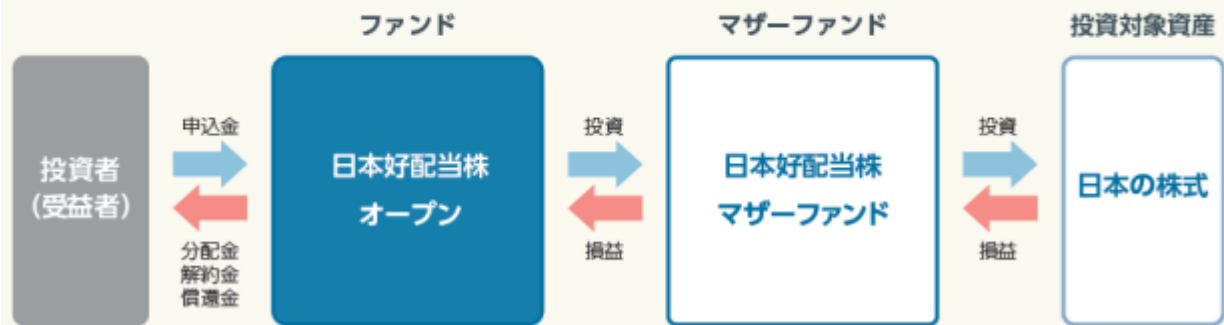 ファンド
マザーファンド
投資対象資産
投資者
（受益者）
申込金
分配金
解約金
償還金
日本好配当株
オープン
投資
損益
日本好配当株
マザーファンド
投資
損益
日本の株式